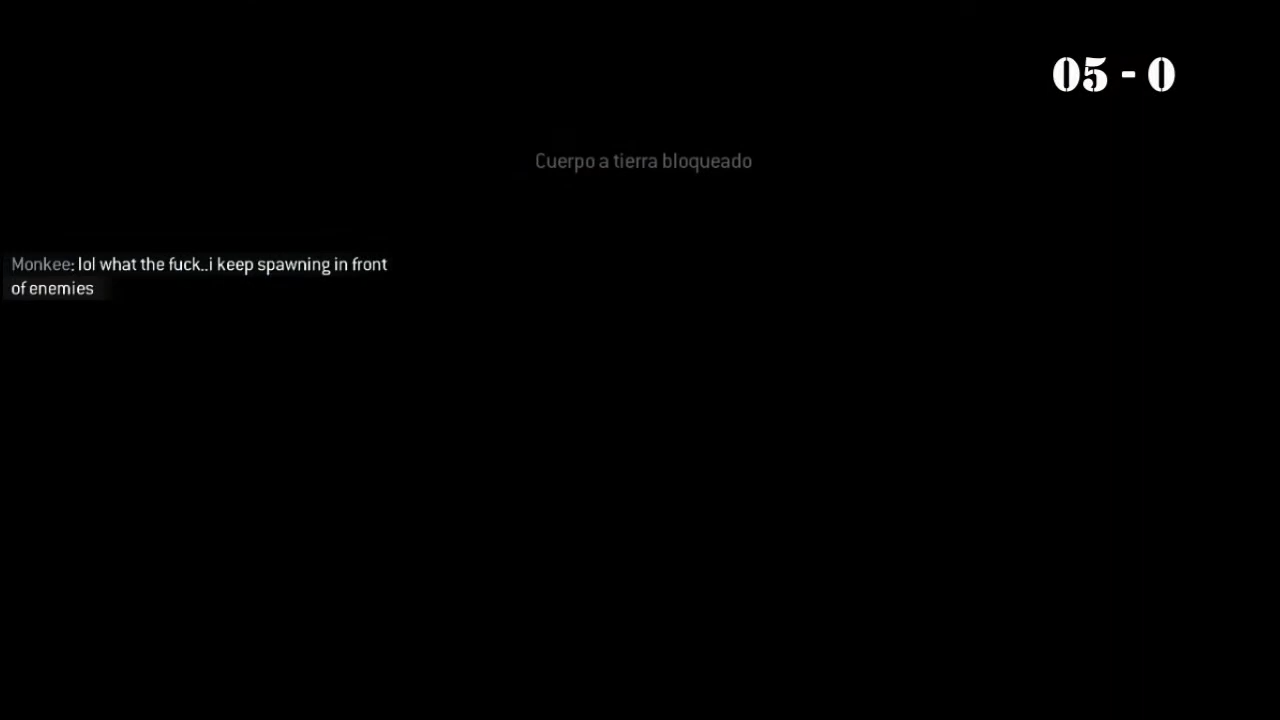 05 - 0
Cuerpo a tierra bloqueado
Monkee: lol what the fuck..i keep spawning in front
of enemies